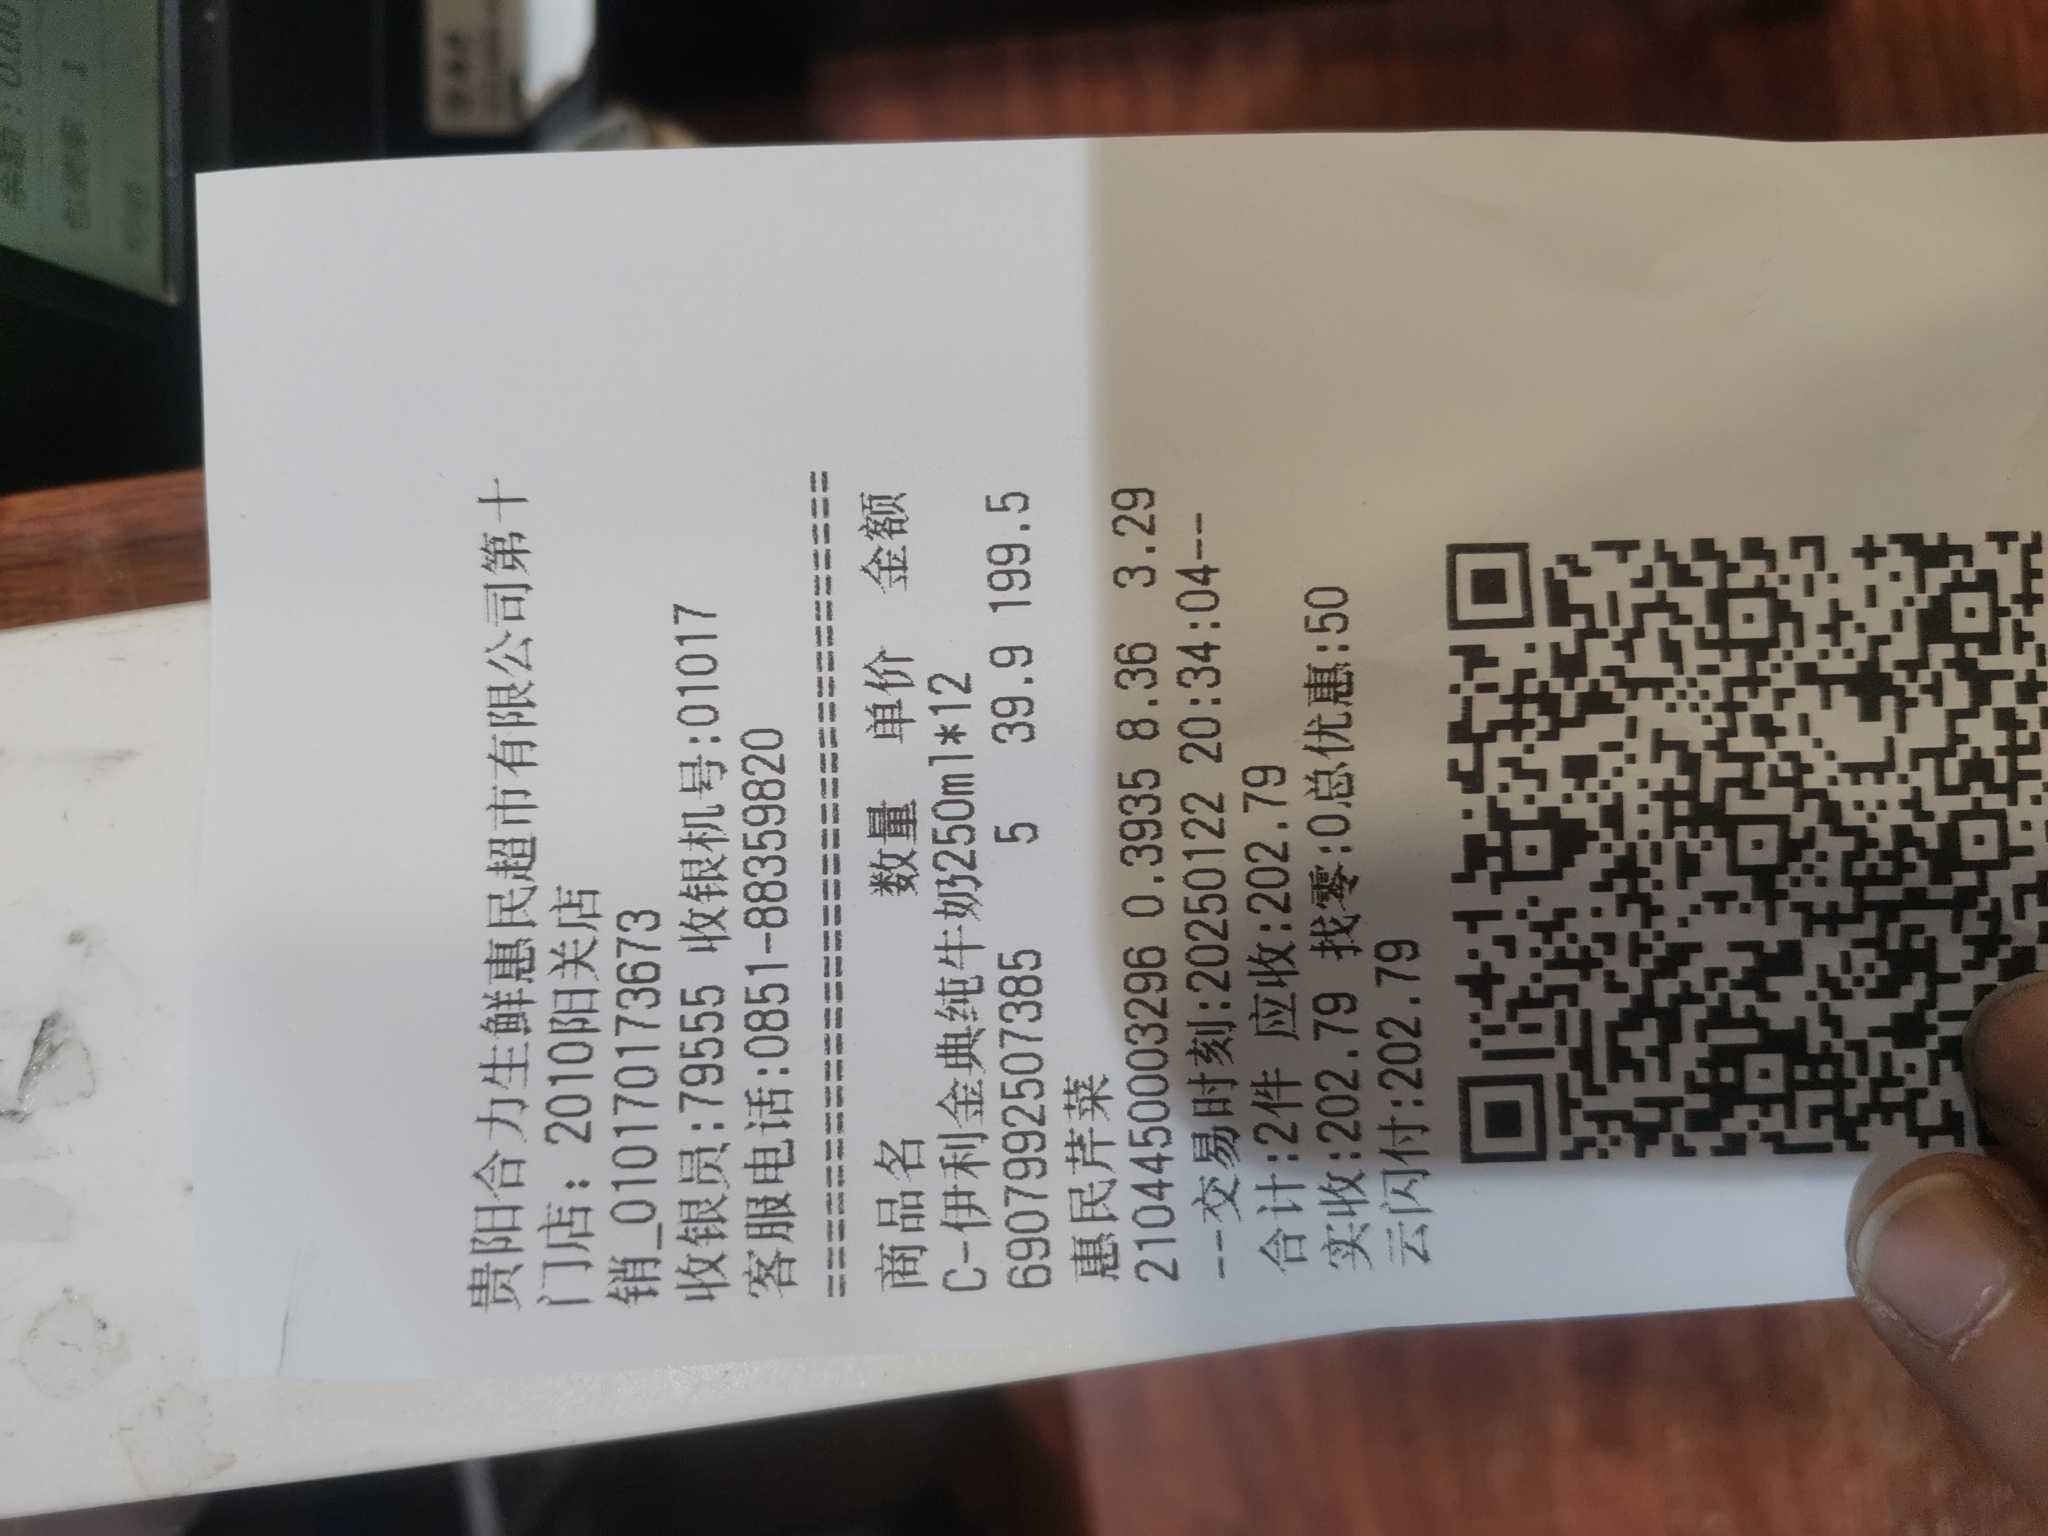 贵阳合力生鲜惠民超市有限公司第十
门店：2010阳关店
销_0101701736​73
收银员:79555 收银机号:01017
客服电话:0851-88359820
================================
商品名 数量 单价 金额
C-伊利金典纯牛奶250ml*12
6907992507385 5 39.9 199.5
惠民芹菜
2104450003296 0.3935 8.36 3.29
--交易时刻:20250122 20:34:04--
合计:2件 应收:202.79
实收:202.79 找零:0总优惠:50
云闪付:202.79